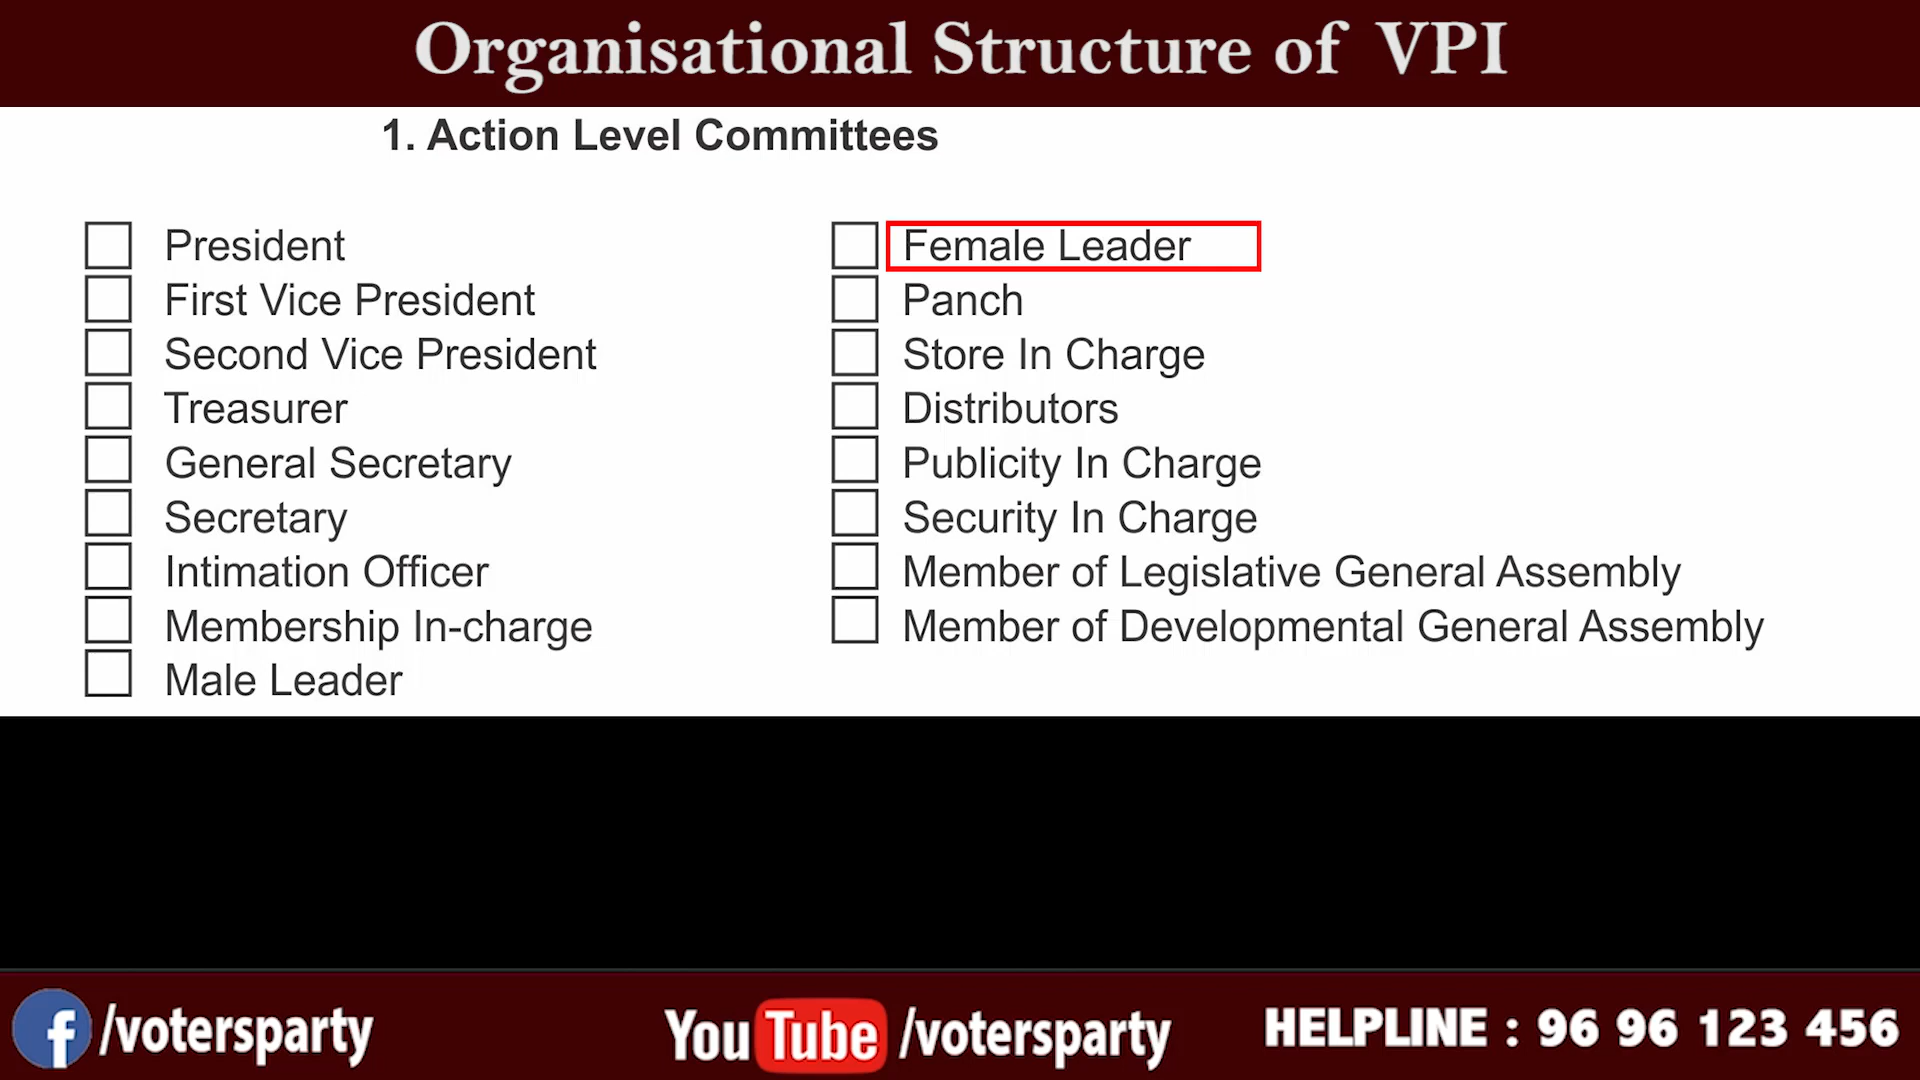 Organisational Structure of VPI
1. Action Level Committees
President
First Vice President
Second Vice President
Treasurer
General Secretary
Secretary
Intimation Officer
Membership In-charge
Male Leader
Female Leader
Panch
Store In Charge
Distributors
Publicity In Charge
Security In Charge
Member of Legislative General Assembly
Member of Developmental General Assembly
f /votersparty
YouTube /votersparty
HELPLINE : 96 96 123 456